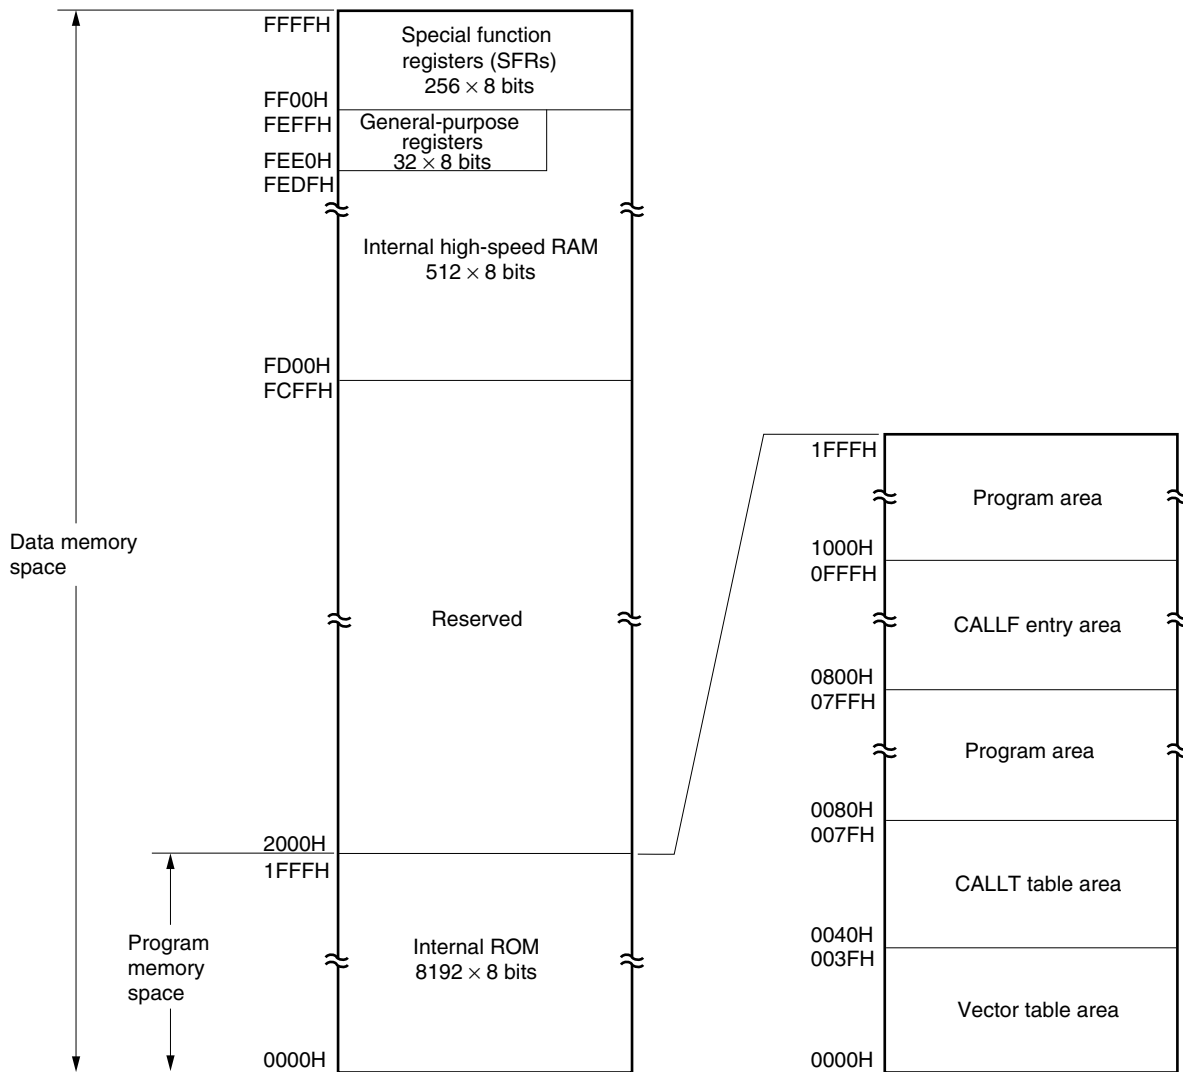 FFFFH
Special function
registers (SFRs)
256 × 8 bits
FF00H
FEFFH
General-purpose
registers
32 × 8 bits
FEE0H
FEDFH
Internal high-speed RAM
512 × 8 bits
FD00H
FCFFH
Data memory
space
Reserved
2000H
1FFFH
Program
memory
space
Internal ROM
8192 × 8 bits
0000H
1FFFH
Program area
1000H
0FFFH
CALLF entry area
0800H
07FFH
Program area
0080H
007FH
CALLT table area
0040H
003FH
Vector table area
0000H